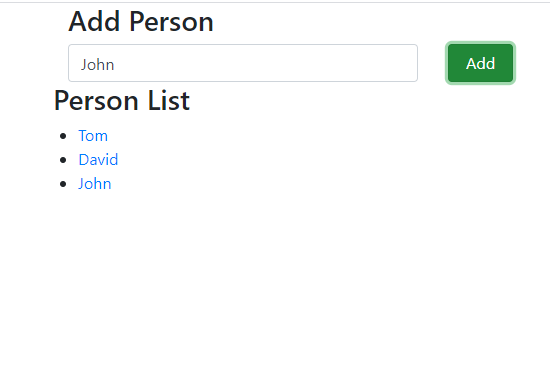 Add Person
John Add
Person List
Tom
David
John